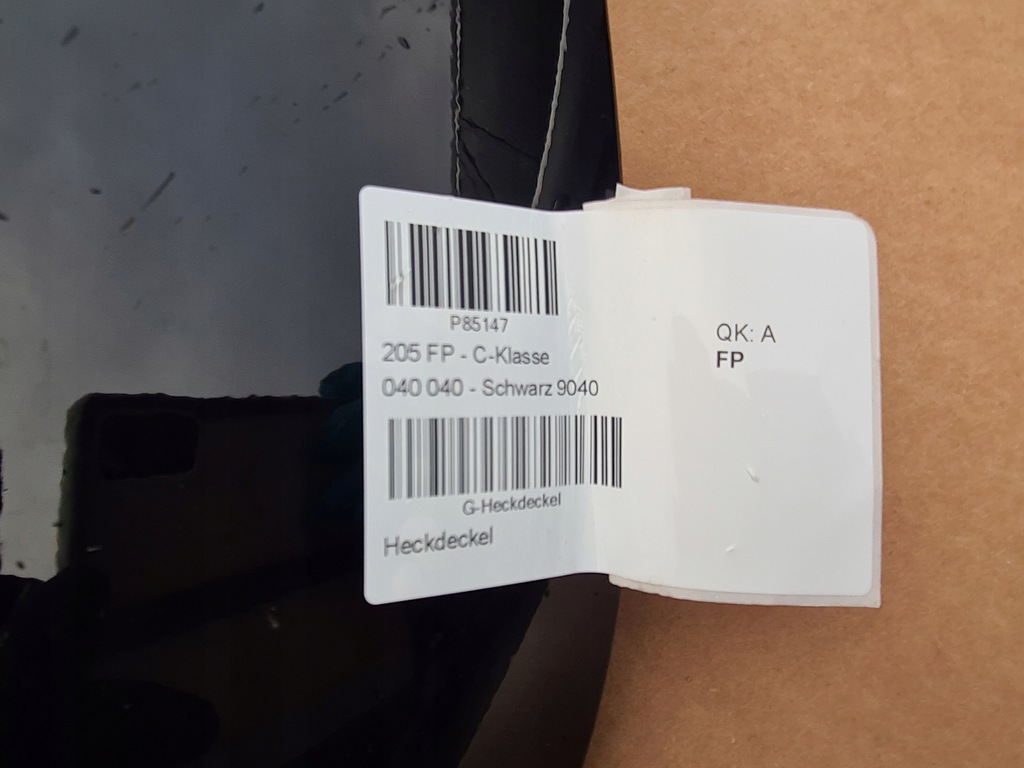 P85147
205 FP - C-Klasse
040 040 - Schwarz 9040
G-Heckdeckel
Heckdeckel
QK: A
FP